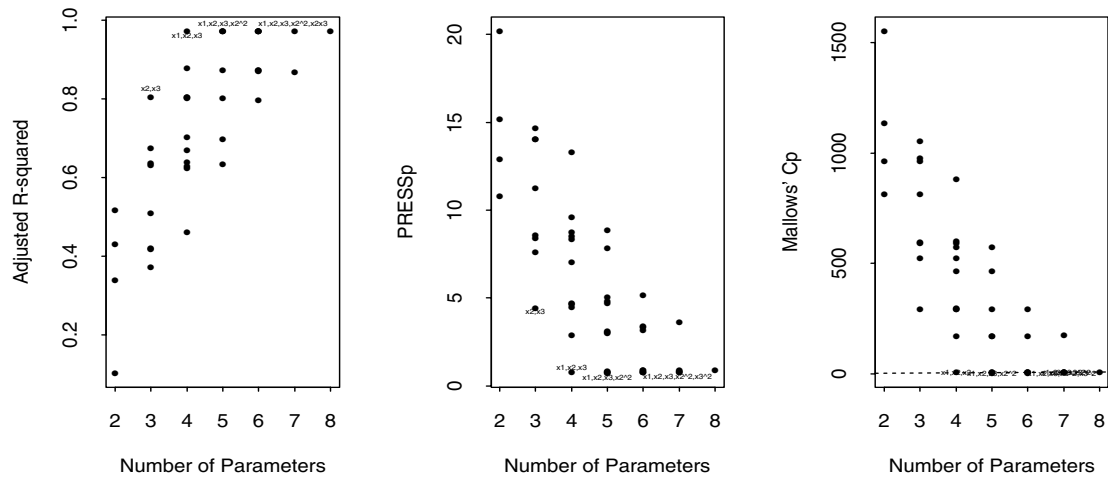 Adjusted R-squared
1.0
0.8
0.6
0.4
0.2
x1,x2,x3,x2^2
x1,x2,x3,x2^2,x2x3
x1,x2,x3
x2,x3
2 3 4 5 6 7 8
Number of Parameters
PRESSp
20
15
10
5
0
x2,x3
x1,x2,x3
x1,x2,x3,x2^2
x1,x2,x3,x2^2,x3^2
2 3 4 5 6 7 8
Number of Parameters
Mallows' Cp
1500
1000
500
0
2 3 4 5 6 7 8
Number of Parameters